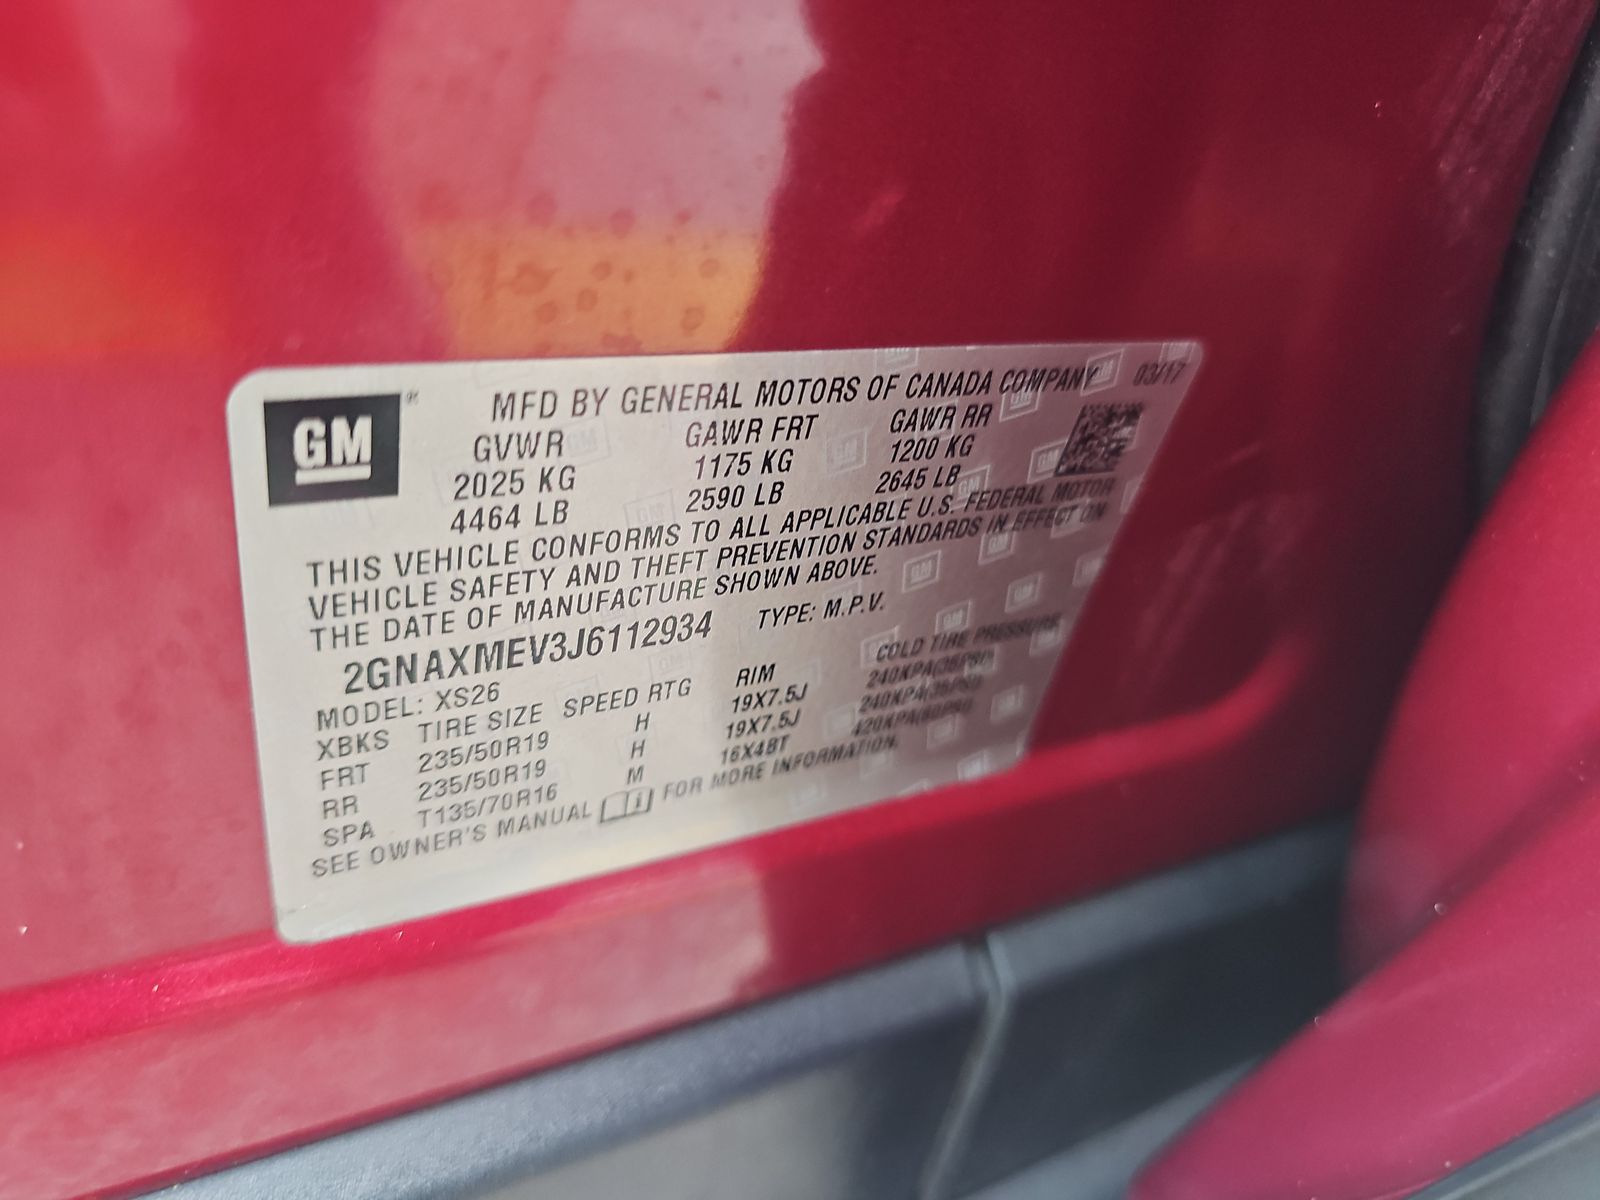 GM ®
MFD BY GENERAL MOTORS OF CANADA COMPANY 03/17
GVWR GAWR FRT GAWR RR
2025 KG 1175 KG 1200 KG
4464 LB 2590 LB 2645 LB
THIS VEHICLE CONFORMS TO ALL APPLICABLE U.S. FEDERAL MOTOR
VEHICLE SAFETY AND THEFT PREVENTION STANDARDS IN EFFECT ON
THE DATE OF MANUFACTURE SHOWN ABOVE.
2GNAXMEV3J6112934 TYPE: M.P.V.
MODEL: XS26
XBKS TIRE SIZE SPEED RTG RIM COLD TIRE PRESSURE
FRT 235/50R19 H 19X7.5J 240KPA(35PSI)
RR 235/50R19 H 19X7.5J 240KPA(35PSI)
SPA T135/70R16 M 16X4BT 420KPA(60PSI)
SEE OWNER'S MANUAL FOR MORE INFORMATION.